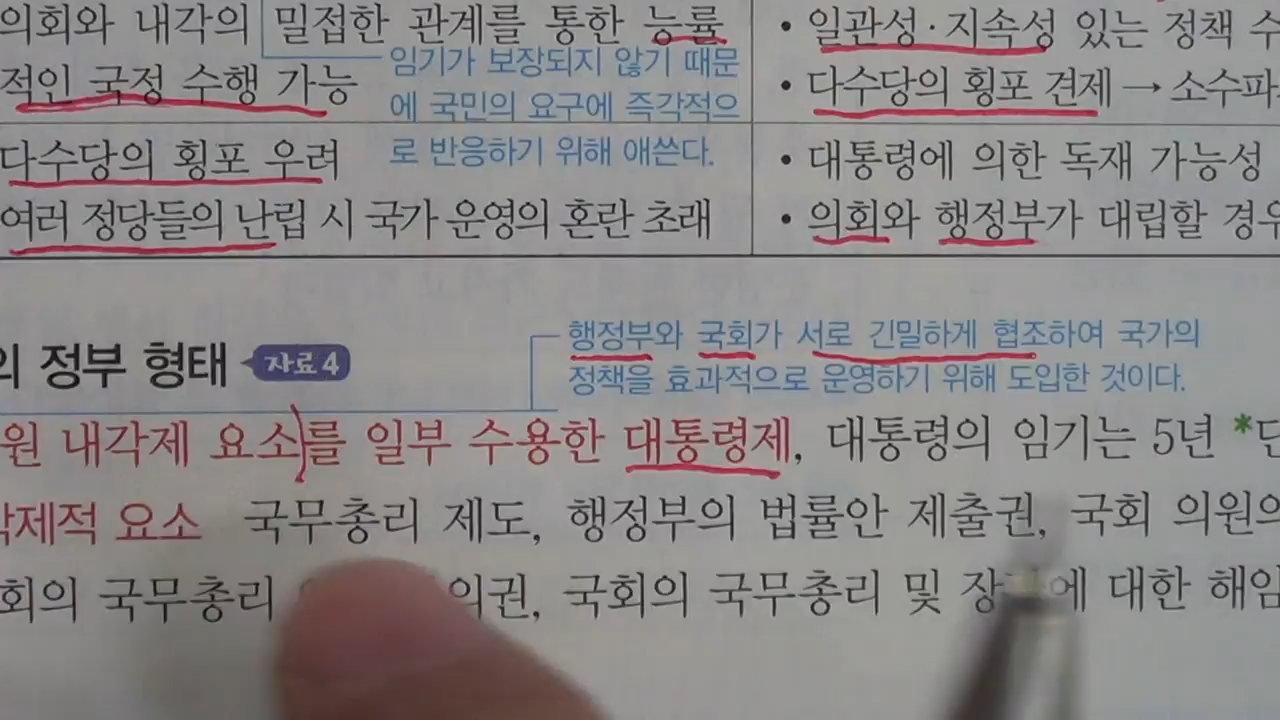 의회와 내각의 밀접한 관계를 통한 능률
적인 국정 수행 가능
임기가 보장되지 않기 때문
에 국민의 요구에 즉각적으
로 반응하기 위해 애쓴다.
• 일관성·지속성 있는 정책 수
• 다수당의 횡포 견제 → 소수파
다수당의 횡포 우려
여러 정당들의 난립 시 국가 운영의 혼란 초래
• 대통령에 의한 독재 가능성
• 의회와 행정부가 대립할 경우
의 정부 형태 자료4
행정부와 국회가 서로 긴밀하게 협조하여 국가의
정책을 효과적으로 운영하기 위해 도입한 것이다.
원 내각제 요소를 일부 수용한 대통령제, 대통령의 임기는 5년 *단
각제적 요소 국무총리 제도, 행정부의 법률안 제출권, 국회 의원의
회의 국무총리 의권, 국회의 국무총리 및 대한 해임